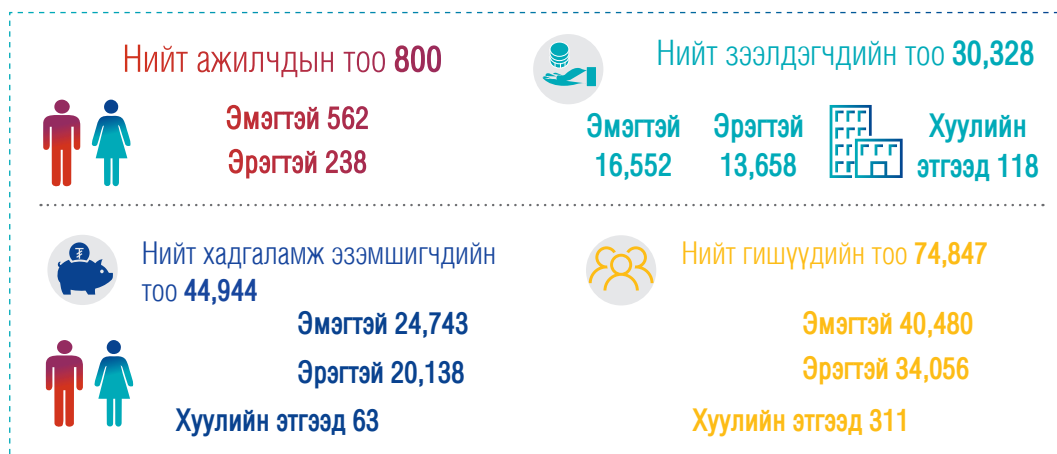 Нийт ажилчдын тоо 800
Эмэгтэй 562
Эрэгтэй 238
Нийт зээлдэгчдийн тоо 30,328
Эмэгтэй
16,552
Эрэгтэй
13,658
Хуулийн
этгээд 118
Нийт хадгаламж эзэмшигчдийн
тоо 44,944
Эмэгтэй 24,743
Эрэгтэй 20,138
Хуулийн этгээд 63
Нийт гишүүдийн тоо 74,847
Эмэгтэй 40,480
Эрэгтэй 34,056
Хуулийн этгээд 311